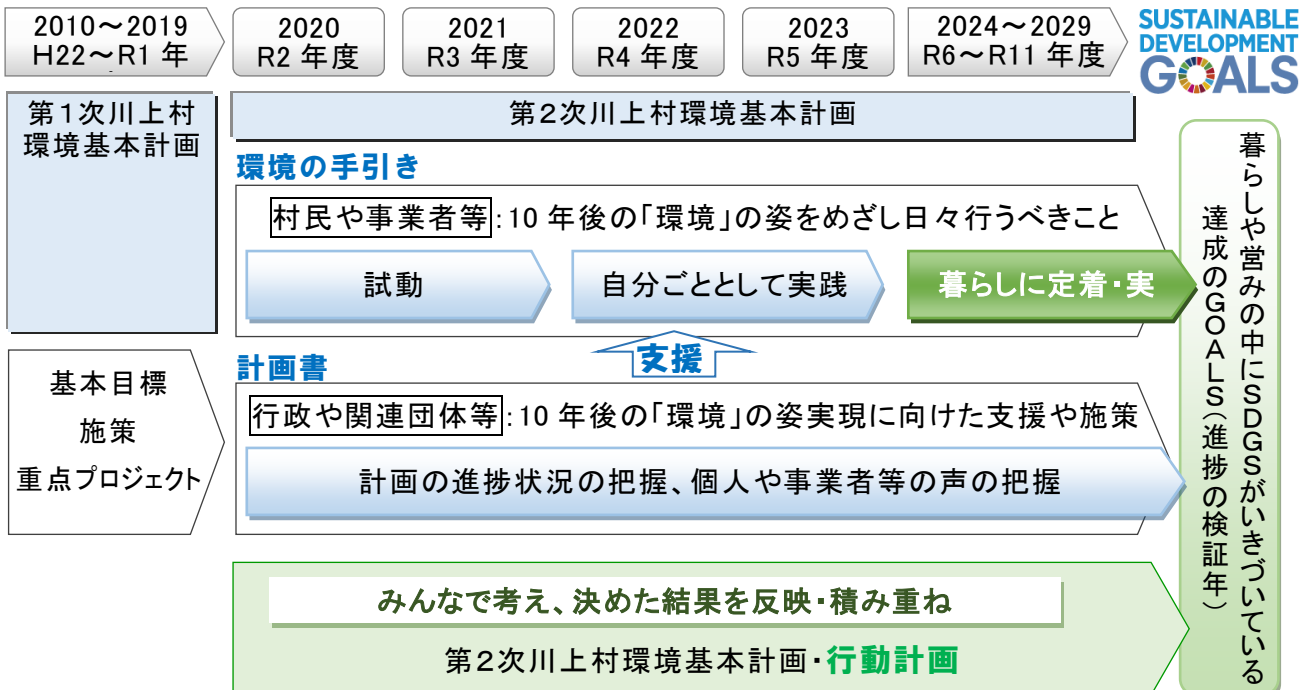 2010～2019
H22～R1 年
2020
R2 年度
2021
R3 年度
2022
R4 年度
2023
R5 年度
2024～2029
R6～R11 年度
SUSTAINABLE
DEVELOPMENT
GOALS
第1次川上村
環境基本計画
第2次川上村環境基本計画
環境の手引き
村民や事業者等:10 年後の「環境」の姿をめざし日々行うべきこと
試動
自分ごととして実践
暮らしに定着・実
支援
基本目標
施策
重点プロジェクト
計画書
行政や関連団体等:10 年後の「環境」の姿実現に向けた支援や施策
計画の進捗状況の把握、個人や事業者等の声の把握
みんなで考え、決めた結果を反映・積み重ね
第2次川上村環境基本計画・行動計画
暮らしや営みの中にSDGSがいきづいている
達成のGOALS(進捗の検証年)